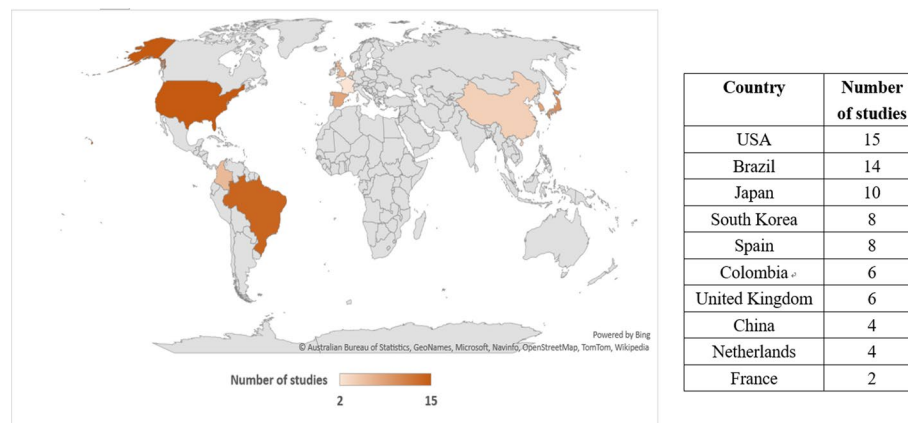 Powered by Bing
© Australian Bureau of Statistics, GeoNames, Microsoft, Navinfo, OpenStreetMap, TomTom, Wikipedia
Number of studies
2 15
Country Number
of studies
USA 15
Brazil 14
Japan 10
South Korea 8
Spain 8
Colombia 6
United Kingdom 6
China 4
Netherlands 4
France 2